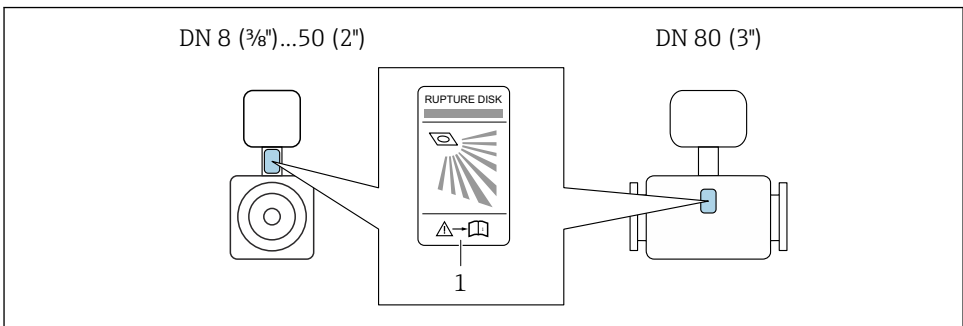 DN 8 (⅜")...50 (2")
DN 80 (3")
RUPTURE DISK
1